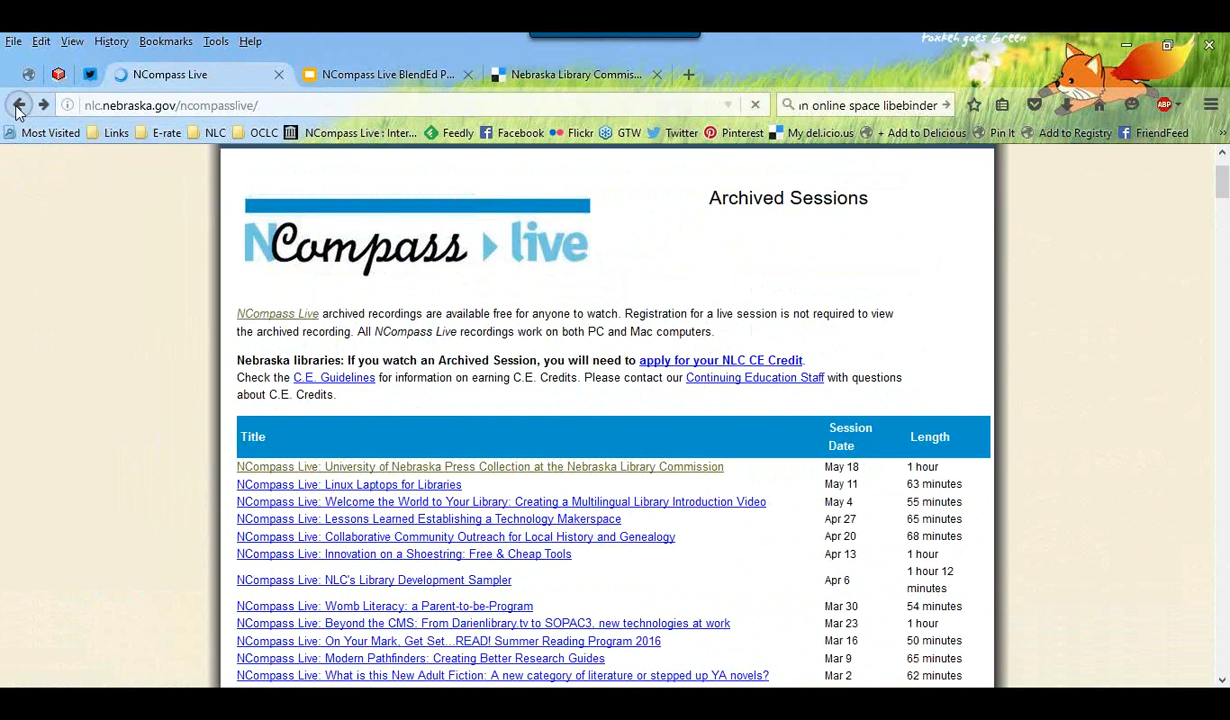 Foxkeh goes Green
File Edit View History Bookmarks Tools Help
NCompass Live
NCompass Live BlendEd P...
Nebraska Library Commiss...
nlc.nebraska.gov/ncompasslive/
in online space libebinder
ABP
Most Visited Links E-rate NLC OCLC NCompass Live : Inter... Feedly Facebook Flickr GTW Twitter Pinterest My del.icio.us + Add to Delicious Pin It Add to Registry FriendFeed
NCompass live
Archived Sessions
NCompass Live archived recordings are available free for anyone to watch. Registration for a live session is not required to view
the archived recording. All NCompass Live recordings work on both PC and Mac computers.
Nebraska libraries: If you watch an Archived Session, you will need to apply for your NLC CE Credit.
Check the C.E. Guidelines for information on earning C.E. Credits. Please contact our Continuing Education Staff with questions
about C.E. Credits.
Title Session Date Length
NCompass Live: University of Nebraska Press Collection at the Nebraska Library Commission May 18 1 hour
NCompass Live: Linux Laptops for Libraries May 11 63 minutes
NCompass Live: Welcome the World to Your Library: Creating a Multilingual Library Introduction Video May 4 55 minutes
NCompass Live: Lessons Learned Establishing a Technology Makerspace Apr 27 65 minutes
NCompass Live: Collaborative Community Outreach for Local History and Genealogy Apr 20 68 minutes
NCompass Live: Innovation on a Shoestring: Free & Cheap Tools Apr 13 1 hour
NCompass Live: NLC's Library Development Sampler Apr 6 1 hour 12 minutes
NCompass Live: Womb Literacy: a Parent-to-be-Program Mar 30 54 minutes
NCompass Live: Beyond the CMS: From Darienlibrary.tv to SOPAC3, new technologies at work Mar 23 1 hour
NCompass Live: On Your Mark, Get Set...READ! Summer Reading Program 2016 Mar 16 50 minutes
NCompass Live: Modern Pathfinders: Creating Better Research Guides Mar 9 65 minutes
NCompass Live: What is this New Adult Fiction: A new category of literature or stepped up YA novels? Mar 2 62 minutes